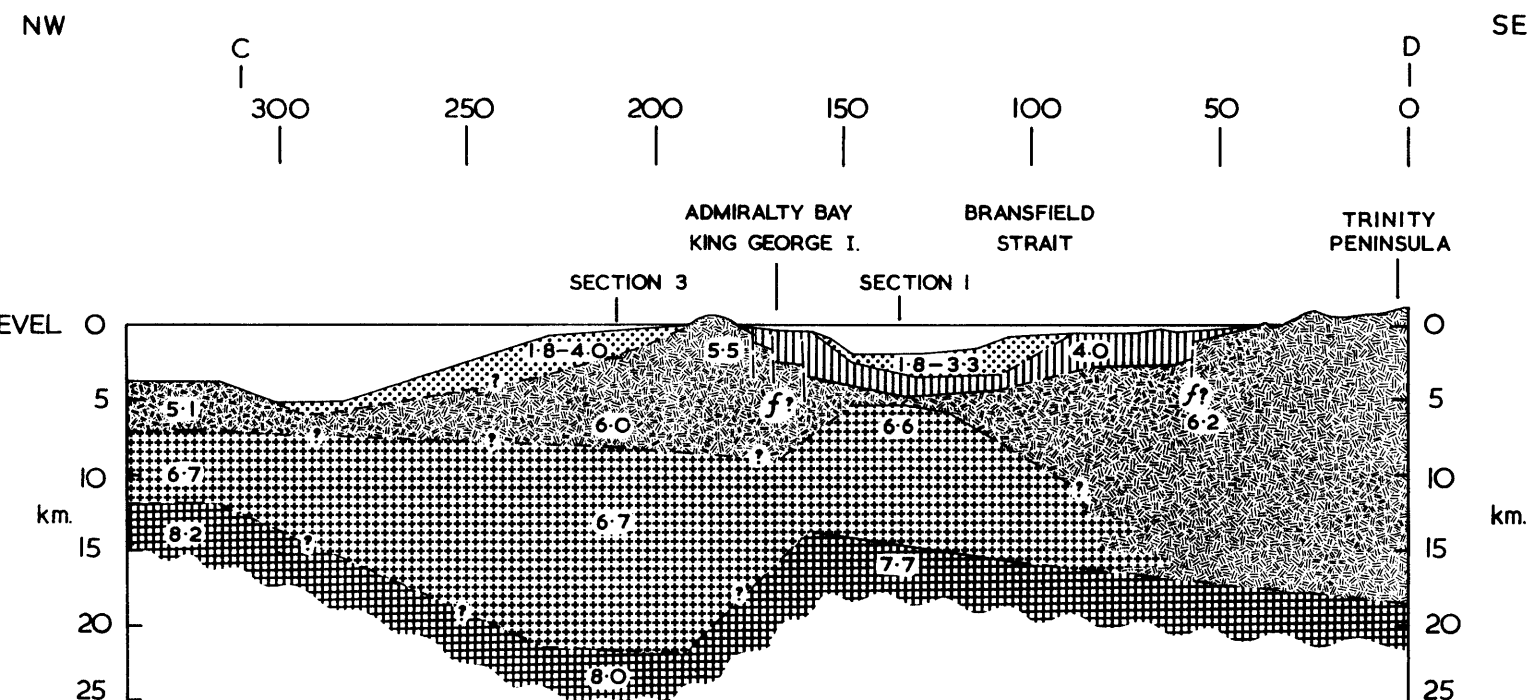 NW
SE
C
D
300 250 200 150 100 50 0
ADMIRALTY BAY
KING GEORGE I.
BRANSFIELD
STRAIT
TRINITY
PENINSULA
SECTION 3
SECTION 1
EVEL 0
0
1·8–4·0
5·5
1·8–3·3
4·0
?
5
5·1
f?
f?
5
6·0
6·6
6·2
?
?
?
10
6·7
?
10
km.
6·7
km.
8·2
?
15
15
7·7
?
?
20
20
8·0
25
25